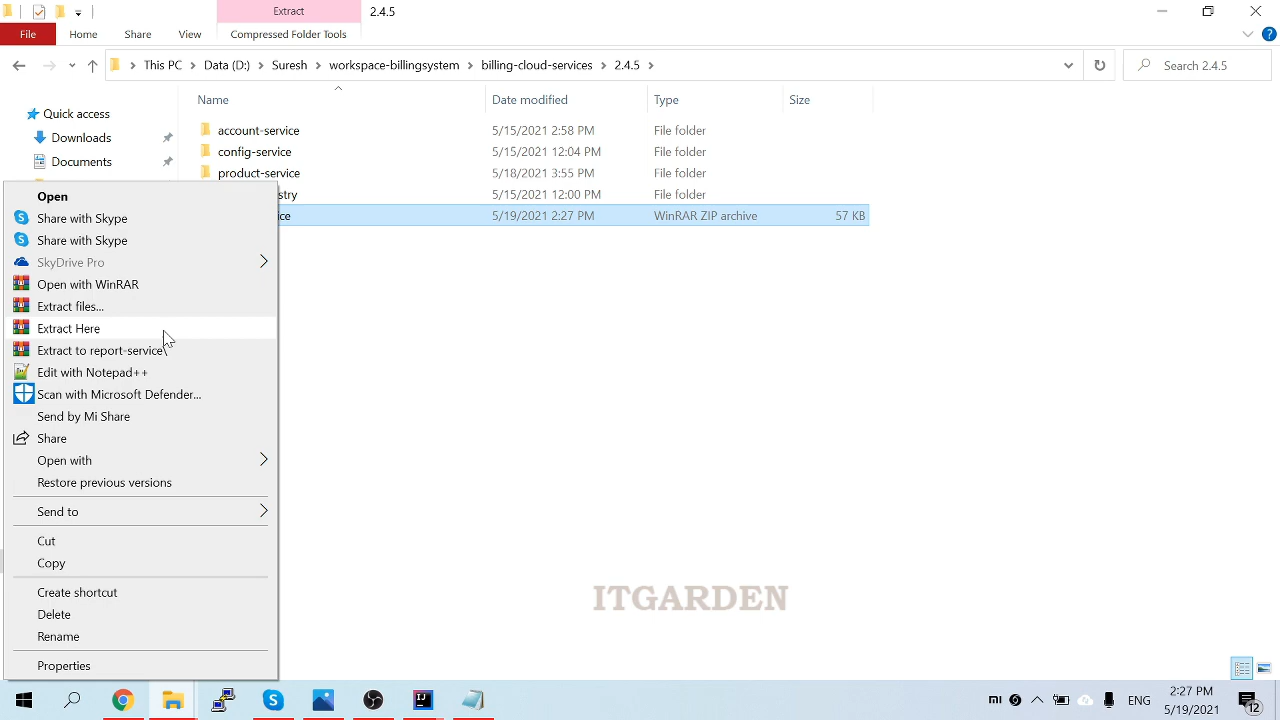 Extract
2.4.5
File
Home
Share
View
Compressed Folder Tools
This PC
Data (D:)
Suresh
workspace-billingsystem
billing-cloud-services
2.4.5
Search 2.4.5
Name
Date modified
Type
Size
Quick access
Downloads
Documents
account-service 5/15/2021 2:58 PM File folder
config-service 5/15/2021 12:04 PM File folder
product-service 5/18/2021 3:55 PM File folder
stry 5/15/2021 12:00 PM File folder
ice 5/19/2021 2:27 PM WinRAR ZIP archive 57 KB
Open
Share with Skype
Share with Skype
SkyDrive Pro
Open with WinRAR
Extract files...
Extract Here
Extract to report-service\
Edit with Notepad++
Scan with Microsoft Defender...
Send by Mi Share
Share
Open with
Restore previous versions
Send to
Cut
Copy
Create shortcut
Delete
Rename
Properties
ITGARDEN
ENG
2:27 PM
5/19/2021
12